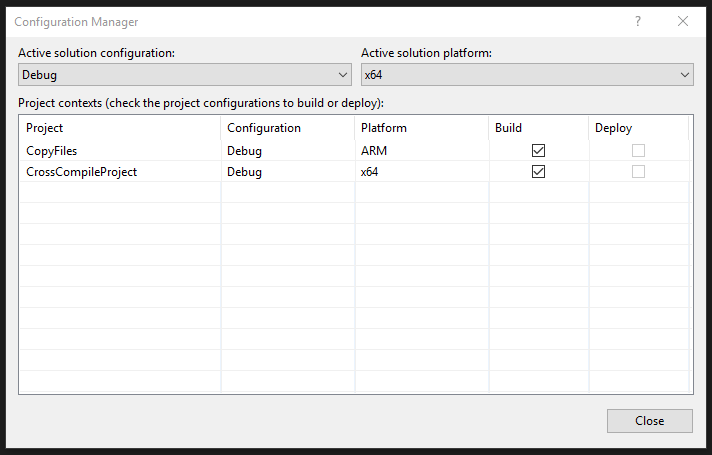 Configuration Manager ?
Active solution configuration: Active solution platform:
Debug x64
Project contexts (check the project configurations to build or deploy):
Project Configuration Platform Build Deploy
CopyFiles Debug ARM
CrossCompileProject Debug x64
Close